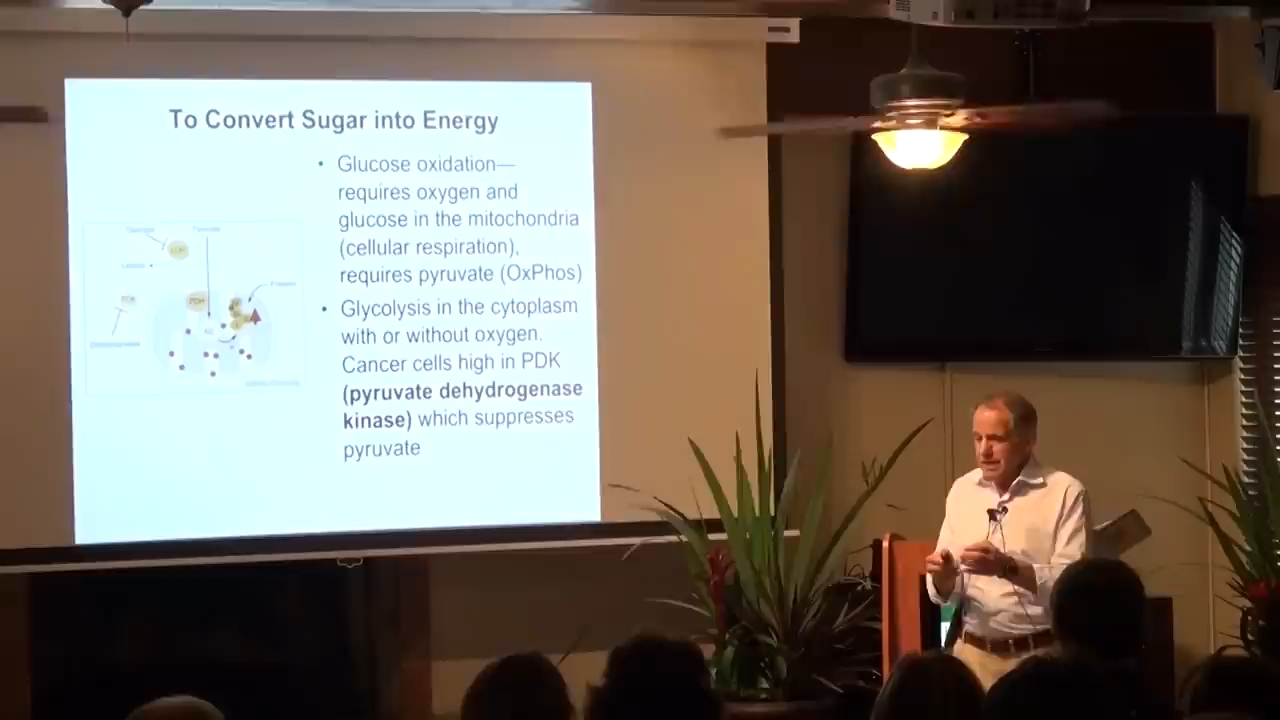 To Convert Sugar into Energy
• Glucose oxidation—
requires oxygen and
glucose in the mitochondria
(cellular respiration),
requires pyruvate (OxPhos)
• Glycolysis in the cytoplasm
with or without oxygen.
Cancer cells high in PDK
(pyruvate dehydrogenase
kinase) which suppresses
pyruvate
PDH